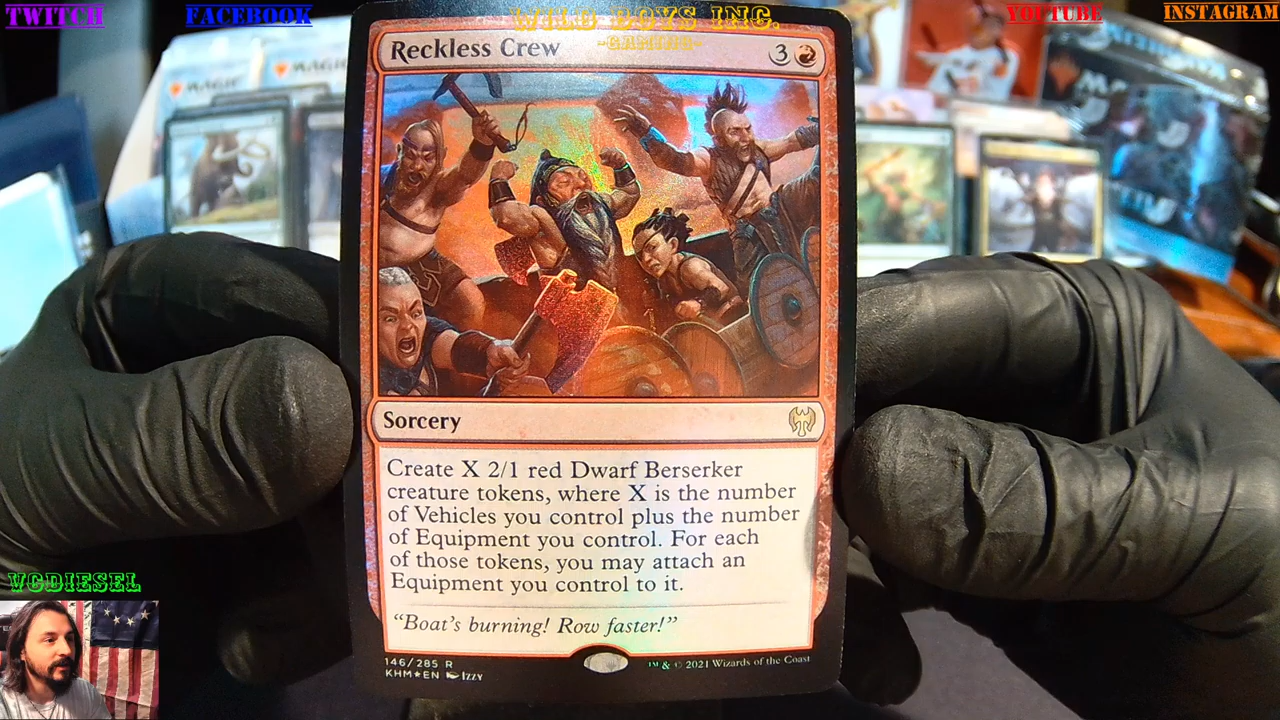 TWITCH
FACEBOOK
WILD BOYS INC.
-GAMING-
YOUTUBE
INSTAGRAM
MAGIC
Reckless Crew
3
Sorcery
Create X 2/1 red Dwarf Berserker
creature tokens, where X is the number
of Vehicles you control plus the number
of Equipment you control. For each
of those tokens, you may attach an
Equipment you control to it.
“Boat's burning! Row faster!”
146/285 R
KHM★EN Izzy
™ & © 2021 Wizards of the Coast
VCDIESEL